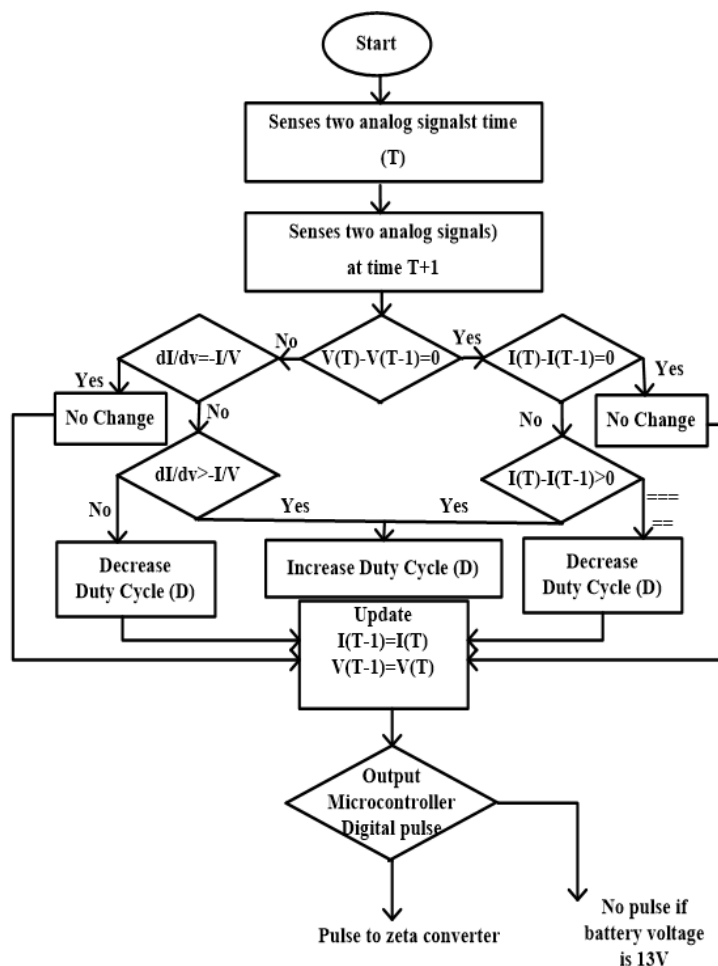 Start
Senses two analog signalst time
(T)
Senses two analog signals)
at time T+1
No
Yes
dI/dv=-I/V
V(T)-V(T-1)=0
I(T)-I(T-1)=0
Yes
Yes
No Change
No
No
No Change
dI/dv>-I/V
I(T)-I(T-1)>0
No
Yes
Yes
===
==
Decrease
Duty Cycle (D)
Increase Duty Cycle (D)
Decrease
Duty Cycle (D)
Update
I(T-1)=I(T)
V(T-1)=V(T)
Output
Microcontroller
Digital pulse
Pulse to zeta converter
No pulse if
battery voltage
is 13V